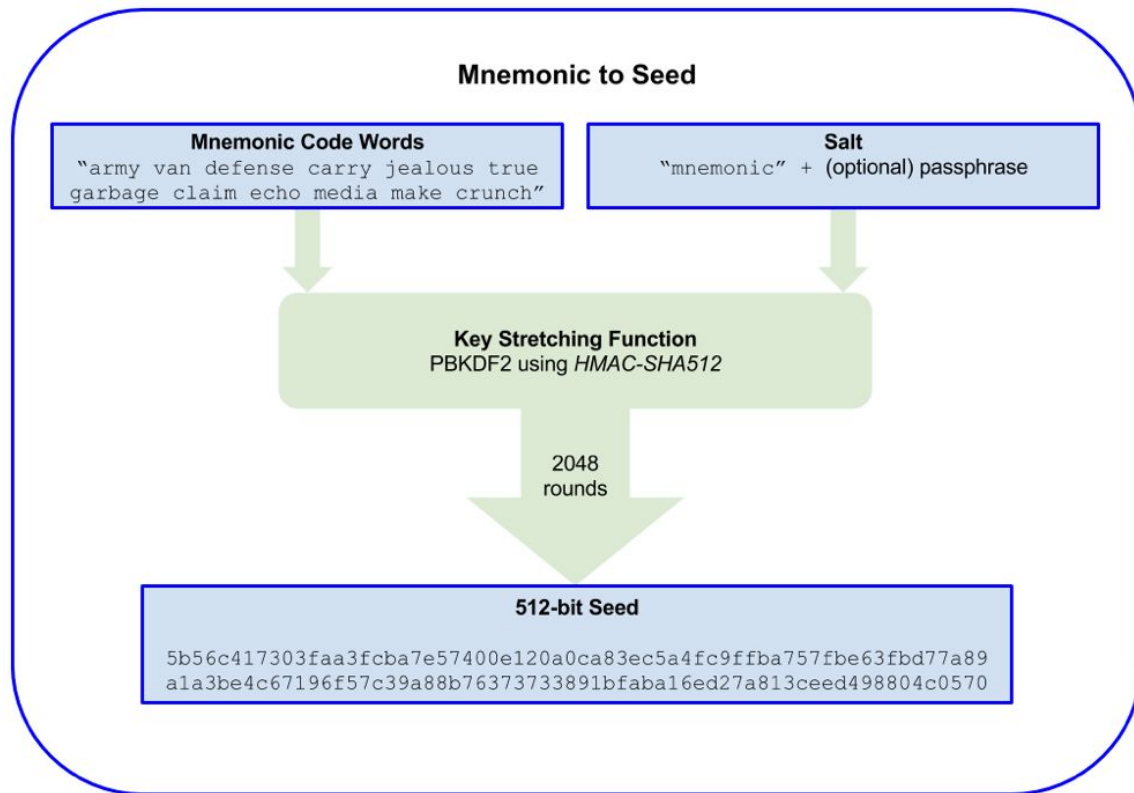 Mnemonic to Seed
Mnemonic Code Words
“army van defense carry jealous true
garbage claim echo media make crunch”
Salt
“mnemonic” + (optional) passphrase
Key Stretching Function
PBKDF2 using HMAC-SHA512
2048
rounds
512-bit Seed
5b56c417303faa3fcba7e57400e120a0ca83ec5a4fc9ffba757fbe63fbd77a89
a1a3be4c67196f57c39a88b76373733891bfaba16ed27a813ceed498804c0570